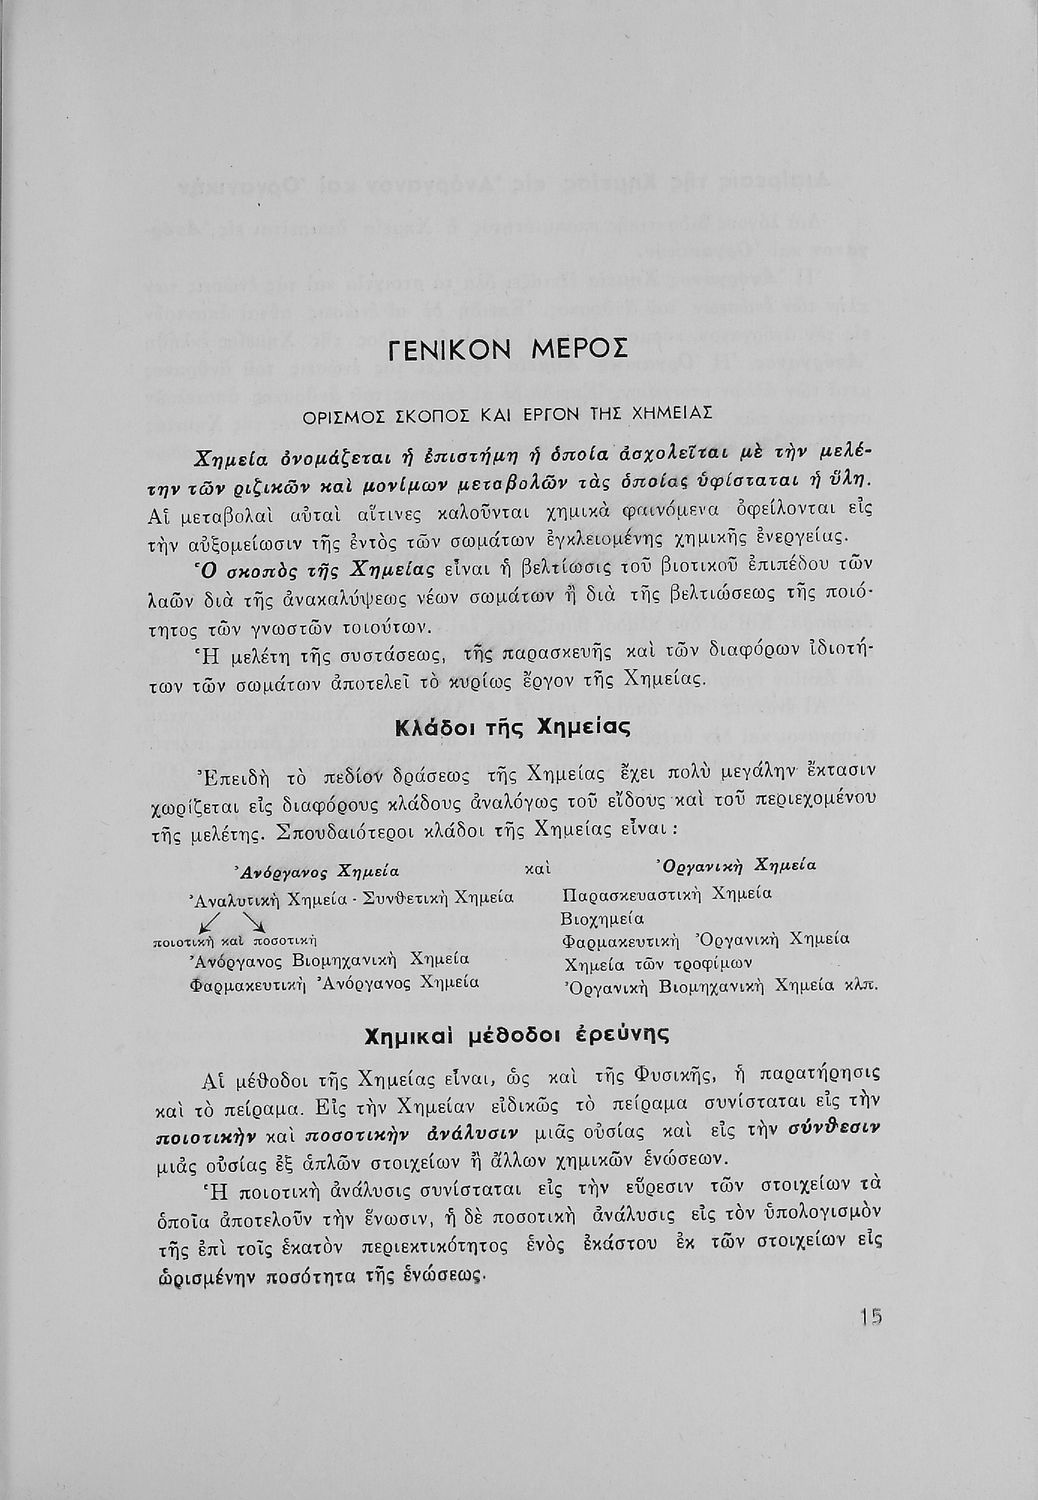 ΓΕΝΙΚΟΝ ΜΕΡΟΣ
ΟΡΙΣΜΟΣ ΣΚΟΠΟΣ ΚΑΙ ΕΡΓΟΝ ΤΗΣ ΧΗΜΕΙΑΣ
Χημεία ὀνομάζεται ἡ ἐπιστήμη ἡ ὁποία ἀσχολεῖται μὲ τὴν μελέ-
την τῶν ριζικῶν καὶ μονίμων μεταβολῶν τὰς ὁποίας ὑφίσταται ἡ ὕλη.
Αἱ μεταβολαὶ αὗταὶ αἵτινες καλοῦνται χημικὰ φαινόμενα ὀφείλονται εἰς
τὴν αὐξομείωσιν τῆς ἐντὸς τῶν σωμάτων ἐγκλειομένης χημικῆς ἐνεργείας.
Ὁ σκοπὸς τῆς Χημείας εἶναι ἡ βελτίωσις τοῦ βιοτικοῦ ἐπιπέδου τῶν
λαῶν διὰ τῆς ἀνακαλύψεως νέων σωμάτων ἢ διὰ τῆς βελτιώσεως τῆς ποιό-
τητος τῶν γνωστῶν τοιούτων.
Ἡ μελέτη τῆς συστάσεως, τῆς παρασκευῆς καὶ τῶν διαφόρων ἰδιοτή-
των τῶν σωμάτων ἀποτελεῖ τὸ κυρίως ἔργον τῆς Χημείας.
Κλάδοι τῆς Χημείας
Ἐπειδὴ τὸ πεδίον δράσεως τῆς Χημείας ἔχει πολὺ μεγάλην ἔκτασιν
χωρίζεται εἰς διαφόρους κλάδους ἀναλόγως τοῦ εἴδους καὶ τοῦ περιεχομένου
τῆς μελέτης. Σπουδαιότεροι κλάδοι τῆς Χημείας εἶναι :
Ἀνόργανος Χημεία καὶ Ὀργανικὴ Χημεία
Ἀναλυτικὴ Χημεία - Συνθετικὴ Χημεία
ποιοτικὴ καὶ ποσοτικὴ
Ἀνόργανος Βιομηχανικὴ Χημεία
Φαρμακευτικὴ Ἀνόργανος Χημεία
Παρασκευαστικὴ Χημεία
Βιοχημεία
Φαρμακευτικὴ Ὀργανικὴ Χημεία
Χημεία τῶν τροφίμων
Ὀργανικὴ Βιομηχανικὴ Χημεία κλπ.
Χημικαὶ μέθοδοι ἐρεύνης
Αἱ μέθοδοι τῆς Χημείας εἶναι, ὡς καὶ τῆς Φυσικῆς, ἡ παρατήρησις
καὶ τὸ πείραμα. Εἰς τὴν Χημείαν εἰδικῶς τὸ πείραμα συνίσταται εἰς τὴν
ποιοτικὴν καὶ ποσοτικὴν ἀνάλυσιν μιᾶς οὐσίας καὶ εἰς τὴν σύνθεσιν
μιᾶς οὐσίας ἐξ ἁπλῶν στοιχείων ἢ ἄλλων χημικῶν ἑνώσεων.
Ἡ ποιοτικὴ ἀνάλυσις συνίσταται εἰς τὴν εὕρεσιν τῶν στοιχείων τὰ
ὁποῖα ἀποτελοῦν τὴν ἕνωσιν, ἡ δὲ ποσοτικὴ ἀνάλυσις εἰς τὸν ὑπολογισμὸν
τῆς ἐπὶ τοῖς ἑκατὸν περιεκτικότητος ἑνὸς ἑκάστου ἐκ τῶν στοιχείων εἰς
ὡρισμένην ποσότητα τῆς ἑνώσεως.
15